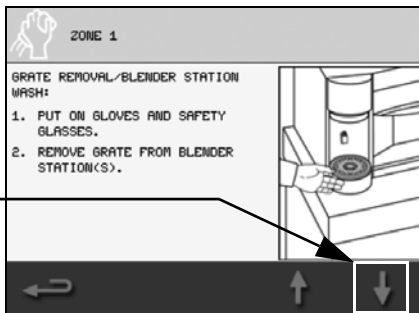 ZONE 1
GRATE REMOVAL/BLENDER STATION
WASH:
1. PUT ON GLOVES AND SAFETY
GLASSES.
2. REMOVE GRATE FROM BLENDER
STATION(S).